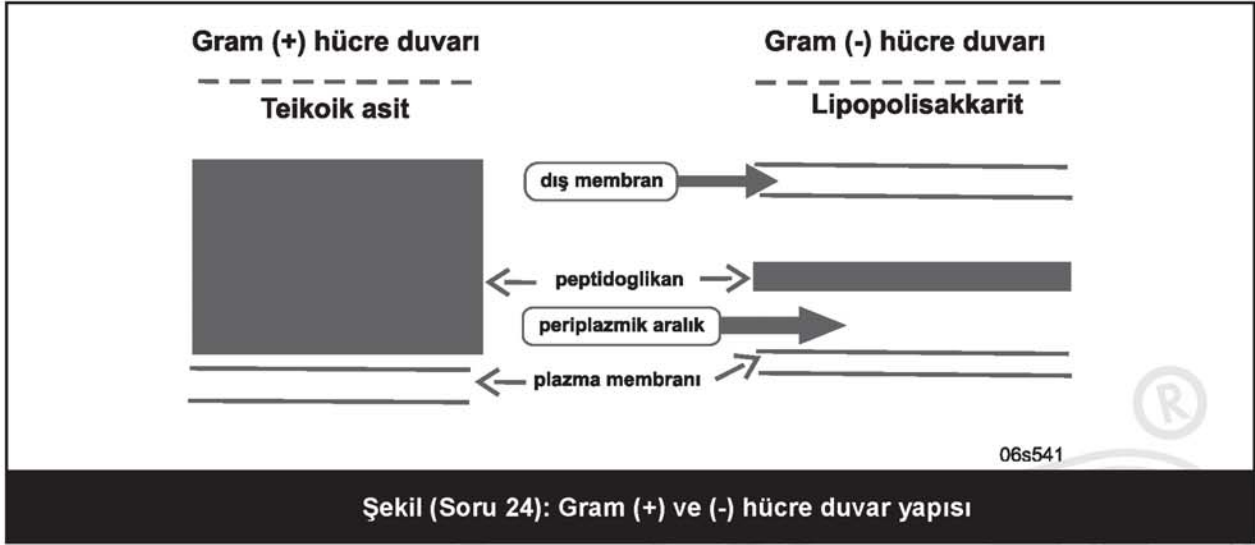 Gram (+) hücre duvarı
Teikoik asit
Gram (-) hücre duvarı
Lipopolisakkarit
dış membran
peptidoglikan
periplazmik aralık
plazma membranı
®
06s541
Şekil (Soru 24): Gram (+) ve (-) hücre duvar yapısı